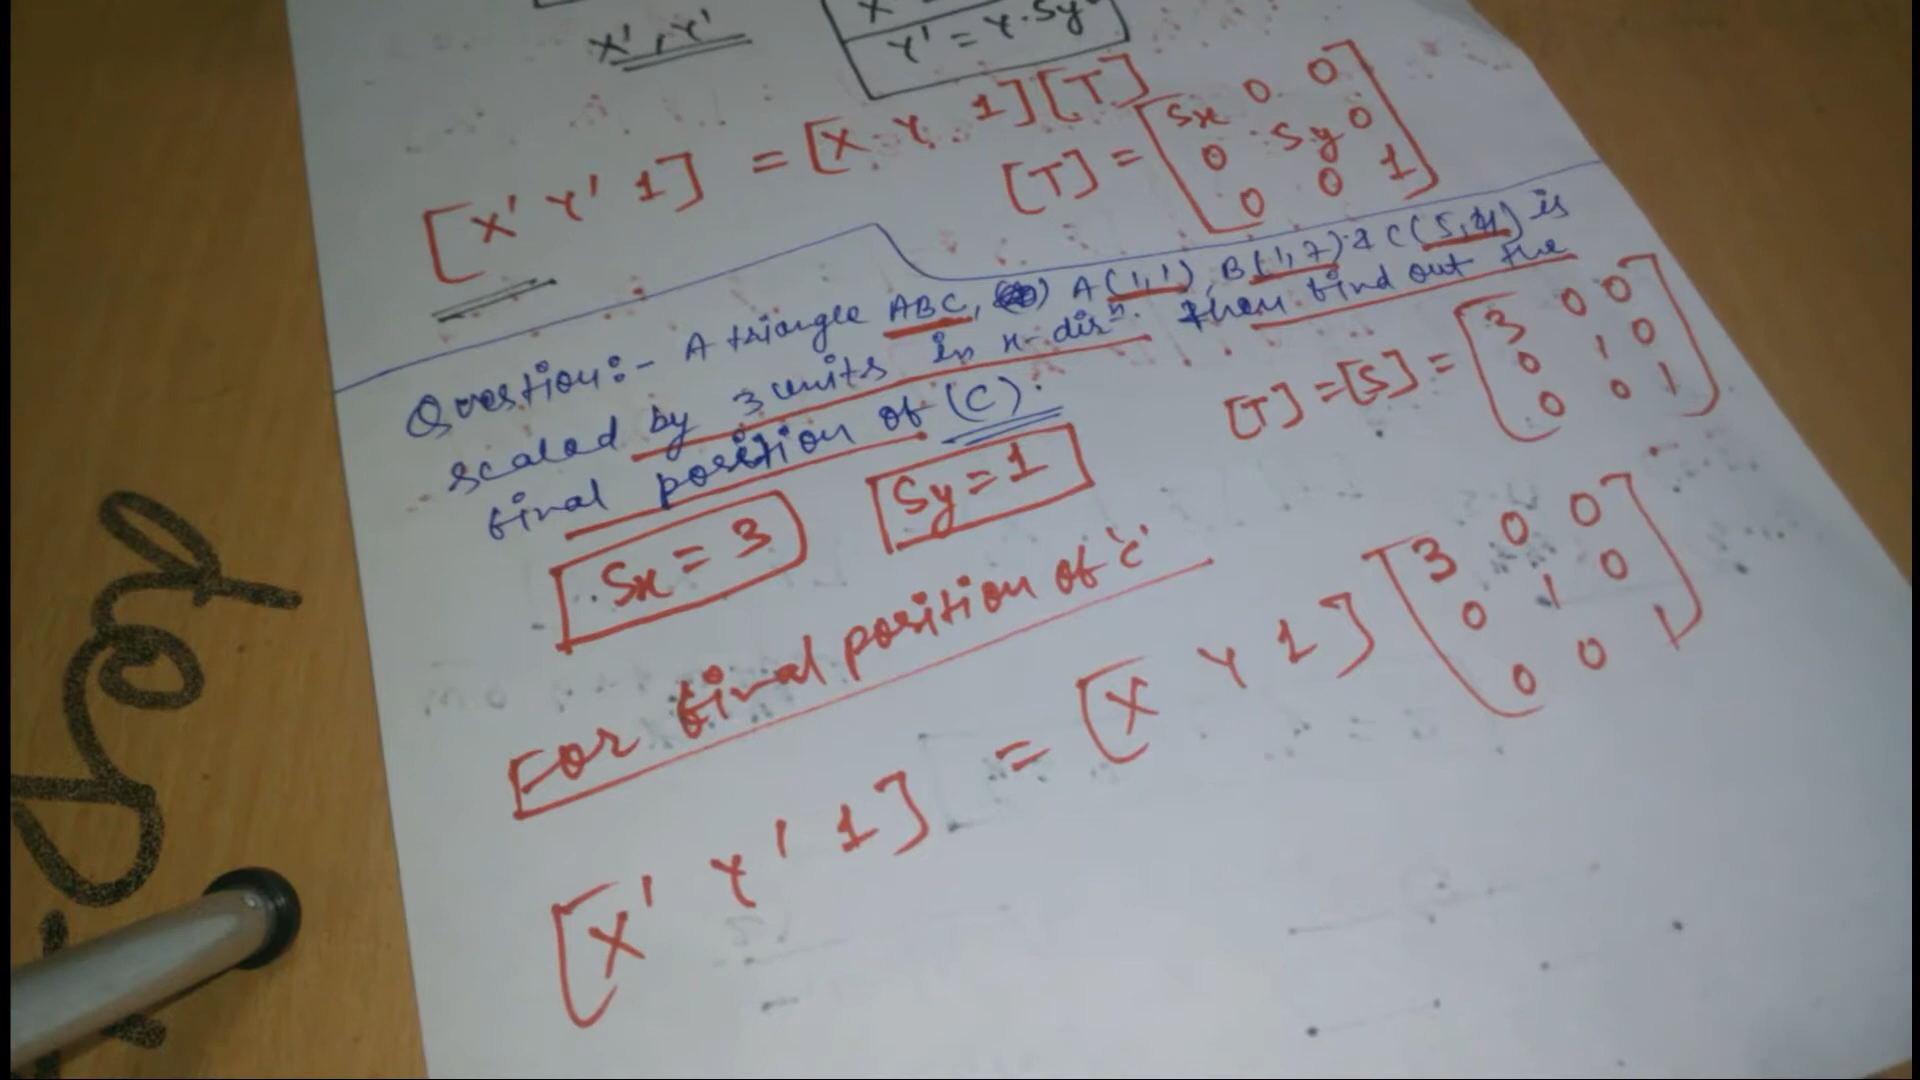 X', Y'
Y' = Y.Sy
[X' Y' 1] = [X Y 1][T]
[T] = [Sx 0 0
0 Sy 0
0 0 1]
Question:- A triangle ABC, A(1,1), B(1,7) & C(5,4) is
scaled by 3 units in x-dirⁿ. then find out the
final position of (C).
[T] = [S] = [3 0 0
0 1 0
0 0 1]
Sx = 3
Sy = 1
For final position of 'c'
[X' Y' 1] = [X Y 1] [3 0 0
0 1 0
0 0 1]